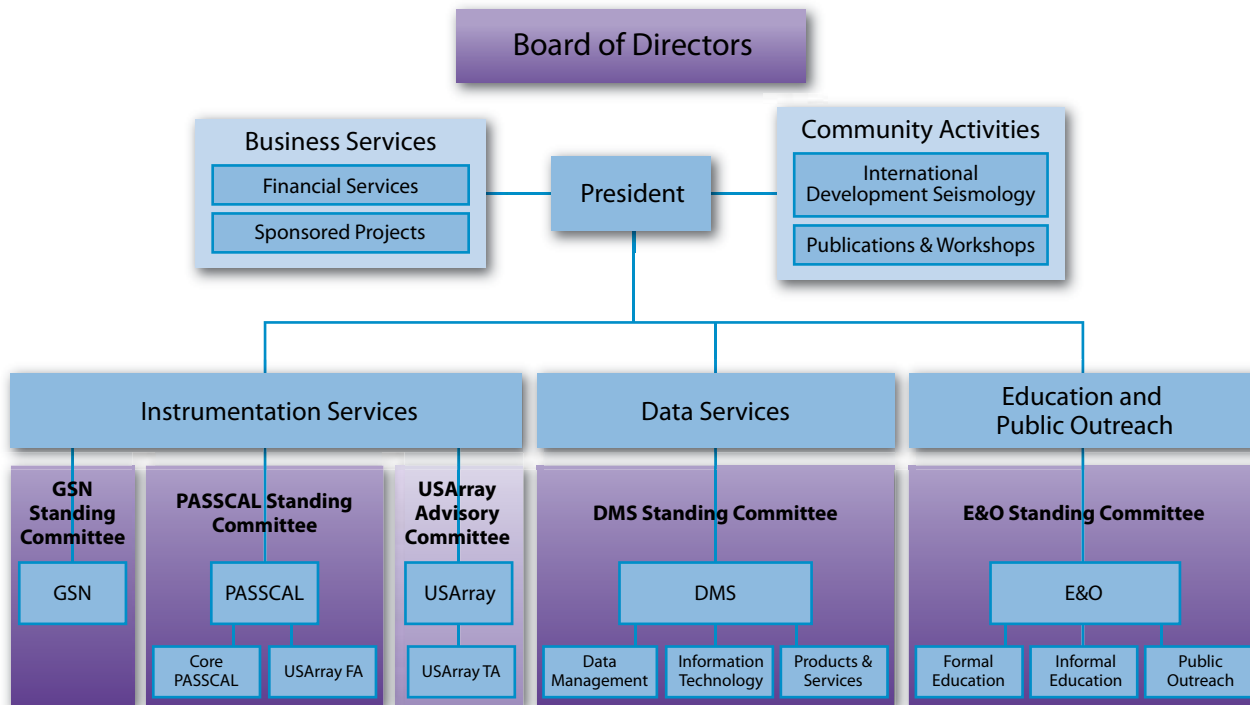 Board of Directors
Business Services
Financial Services
Sponsored Projects
President
Community Activities
International
Development Seismology
Publications & Workshops
Instrumentation Services
Data Services
Education and
Public Outreach
GSN
Standing
Committee
PASSCAL Standing
Committee
USArray
Advisory
Committee
DMS Standing Committee
E&O Standing Committee
GSN
PASSCAL
USArray
DMS
E&O
Core
PASSCAL
USArray FA
USArray TA
Data
Management
Information
Technology
Products &
Services
Formal
Education
Informal
Education
Public
Outreach